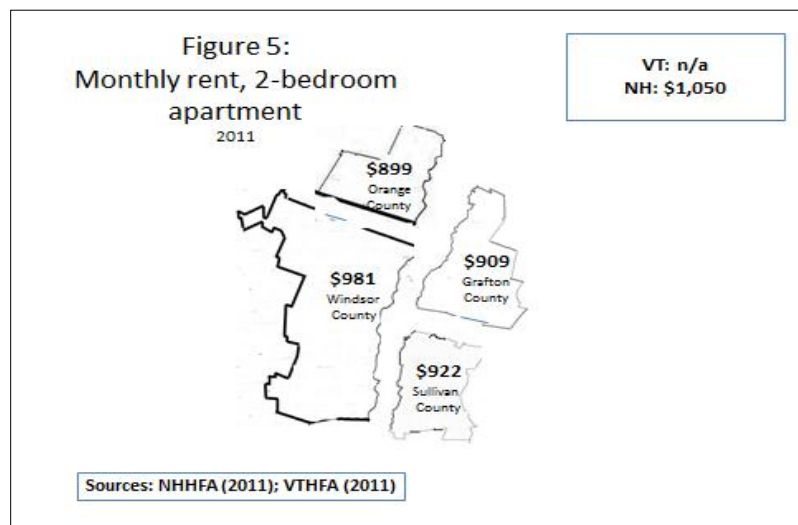 Figure 5:
Monthly rent, 2-bedroom
apartment
2011
VT: n/a
NH: $1,050
$899
Orange
County
$909
Grafton
County
$981
Windsor
County
$922
Sullivan
County
Sources: NHHFA (2011); VTHFA (2011)